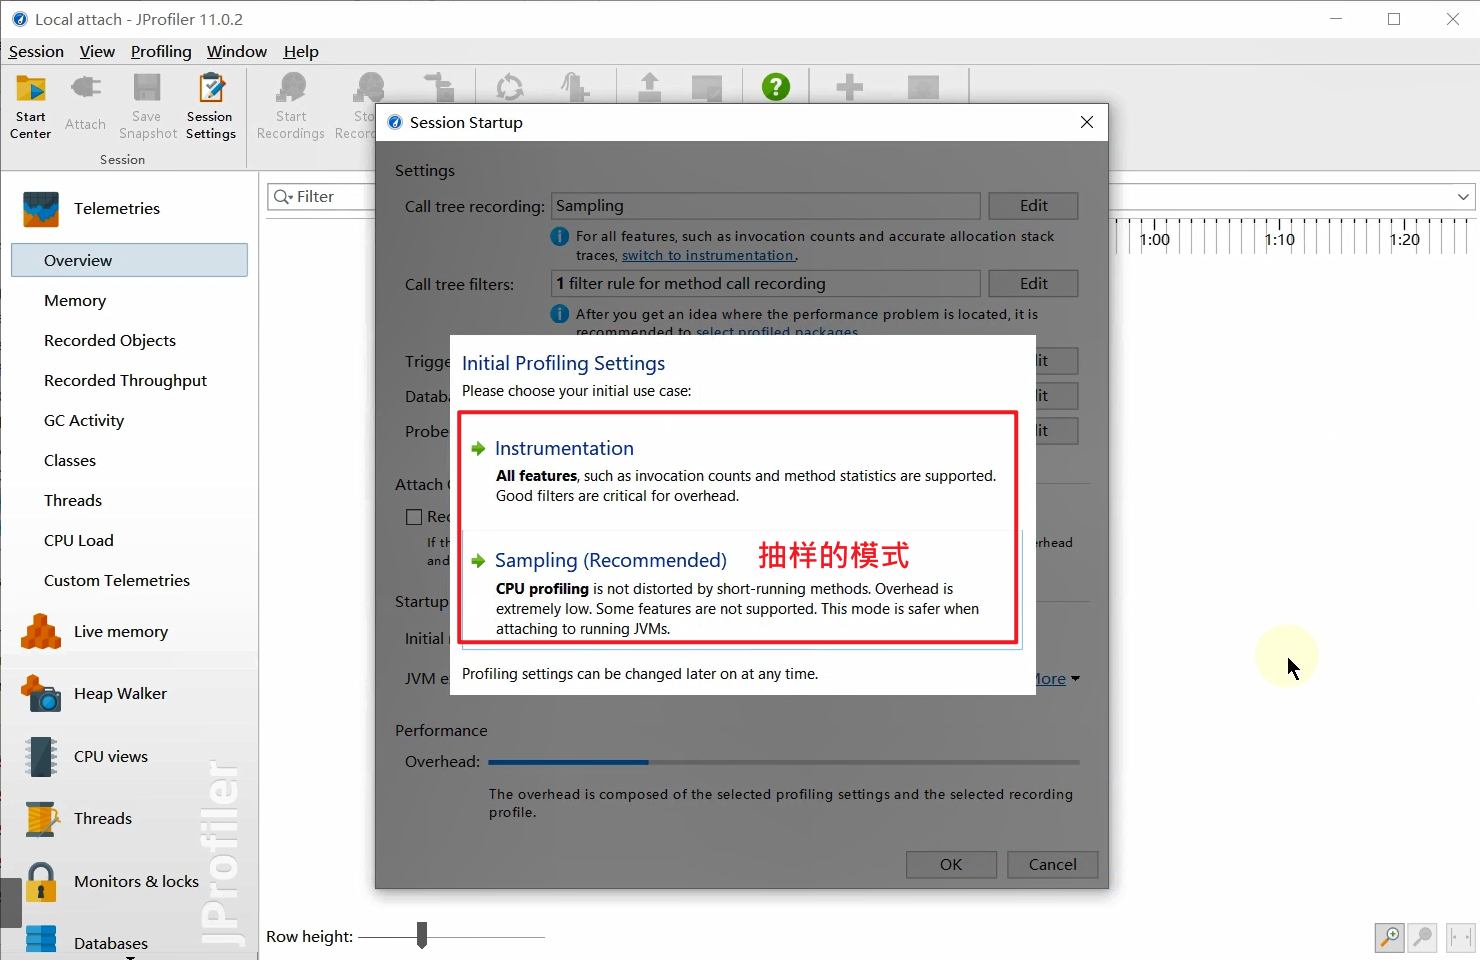 Local attach - JProfiler 11.0.2
Session View Profiling Window Help
Start Center
Attach
Save Snapshot
Session Settings
Start Recordings
Session
Session Startup
Settings
Call tree recording: Sampling Edit
For all features, such as invocation counts and accurate allocation stack
traces, switch to instrumentation.
Call tree filters: 1 filter rule for method call recording Edit
After you get an idea where the performance problem is located, it is
recommended to select profiled packages
Initial Profiling Settings
Please choose your initial use case:
Instrumentation
All features, such as invocation counts and method statistics are supported.
Good filters are critical for overhead.
Sampling (Recommended) 抽样的模式
CPU profiling is not distorted by short-running methods. Overhead is
extremely low. Some features are not supported. This mode is safer when
attaching to running JVMs.
Profiling settings can be changed later on at any time.
Attach
If th
and
rhead
Startup
Initial
JVM e
More
Performance
Overhead:
The overhead is composed of the selected profiling settings and the selected recording
profile.
OK Cancel
Telemetries
Overview
Memory
Recorded Objects
Recorded Throughput
GC Activity
Classes
Threads
CPU Load
Custom Telemetries
Live memory
Heap Walker
CPU views
Threads
Monitors & locks
Databases
JProfiler
Filter
1:00 1:10 1:20
Row height: